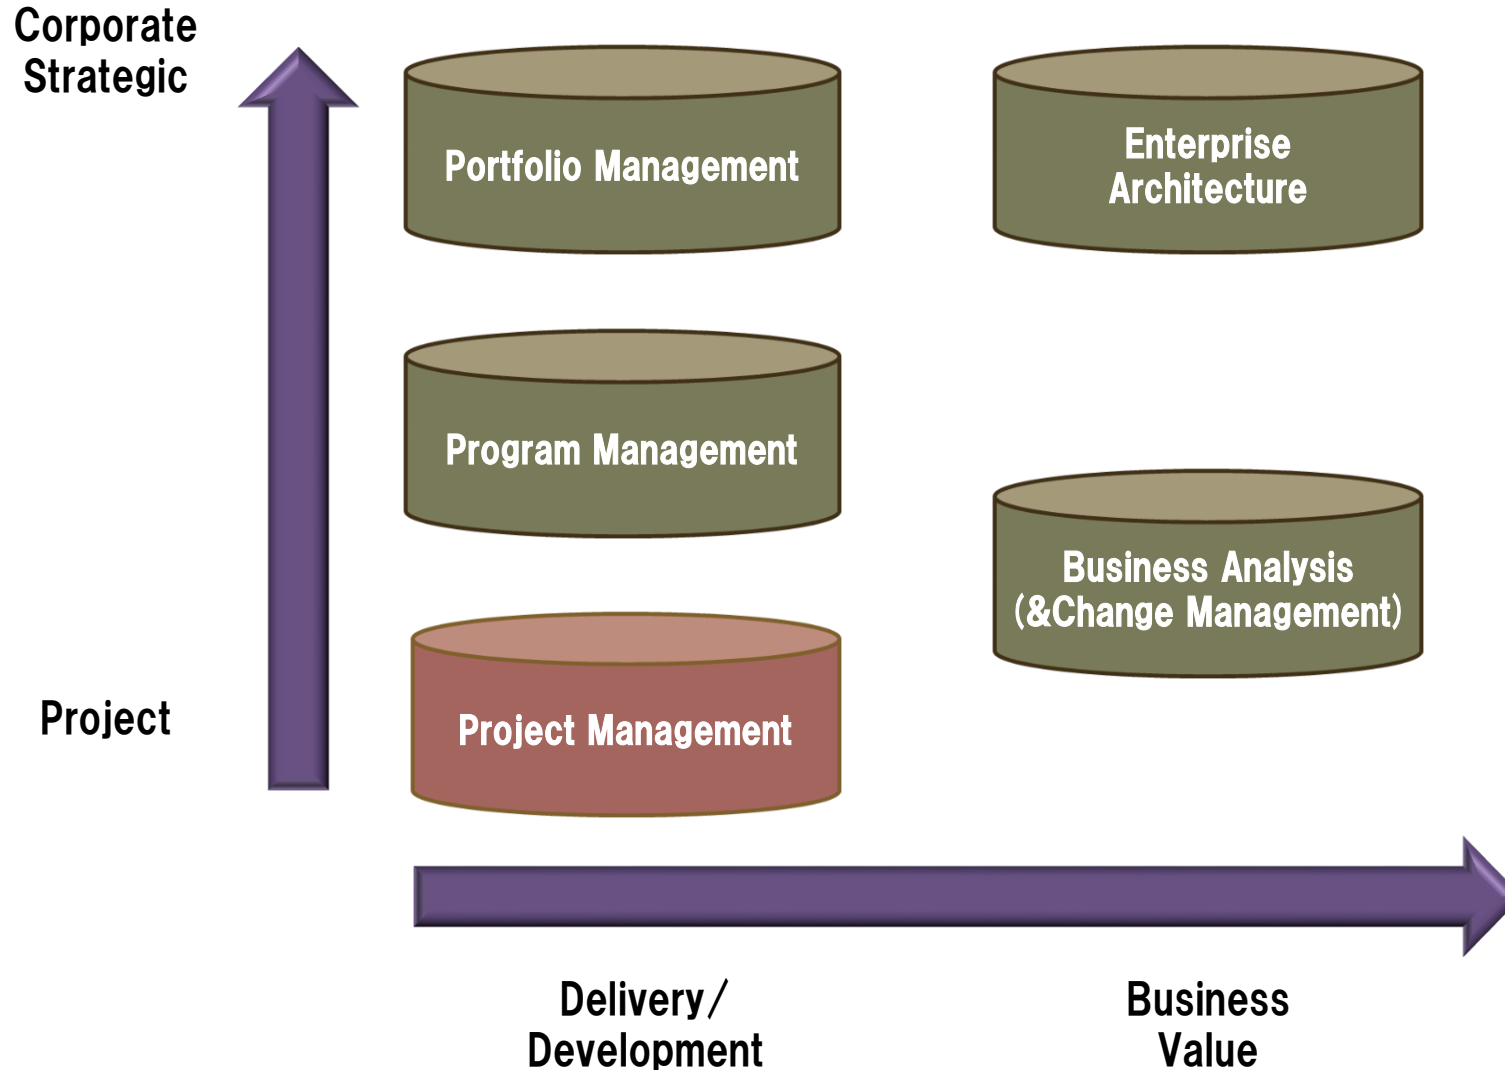 Corporate
Strategic
Portfolio Management
Enterprise
Architecture
Program Management
Business Analysis
(&Change Management)
Project
Project Management
Delivery/
Development
Business
Value